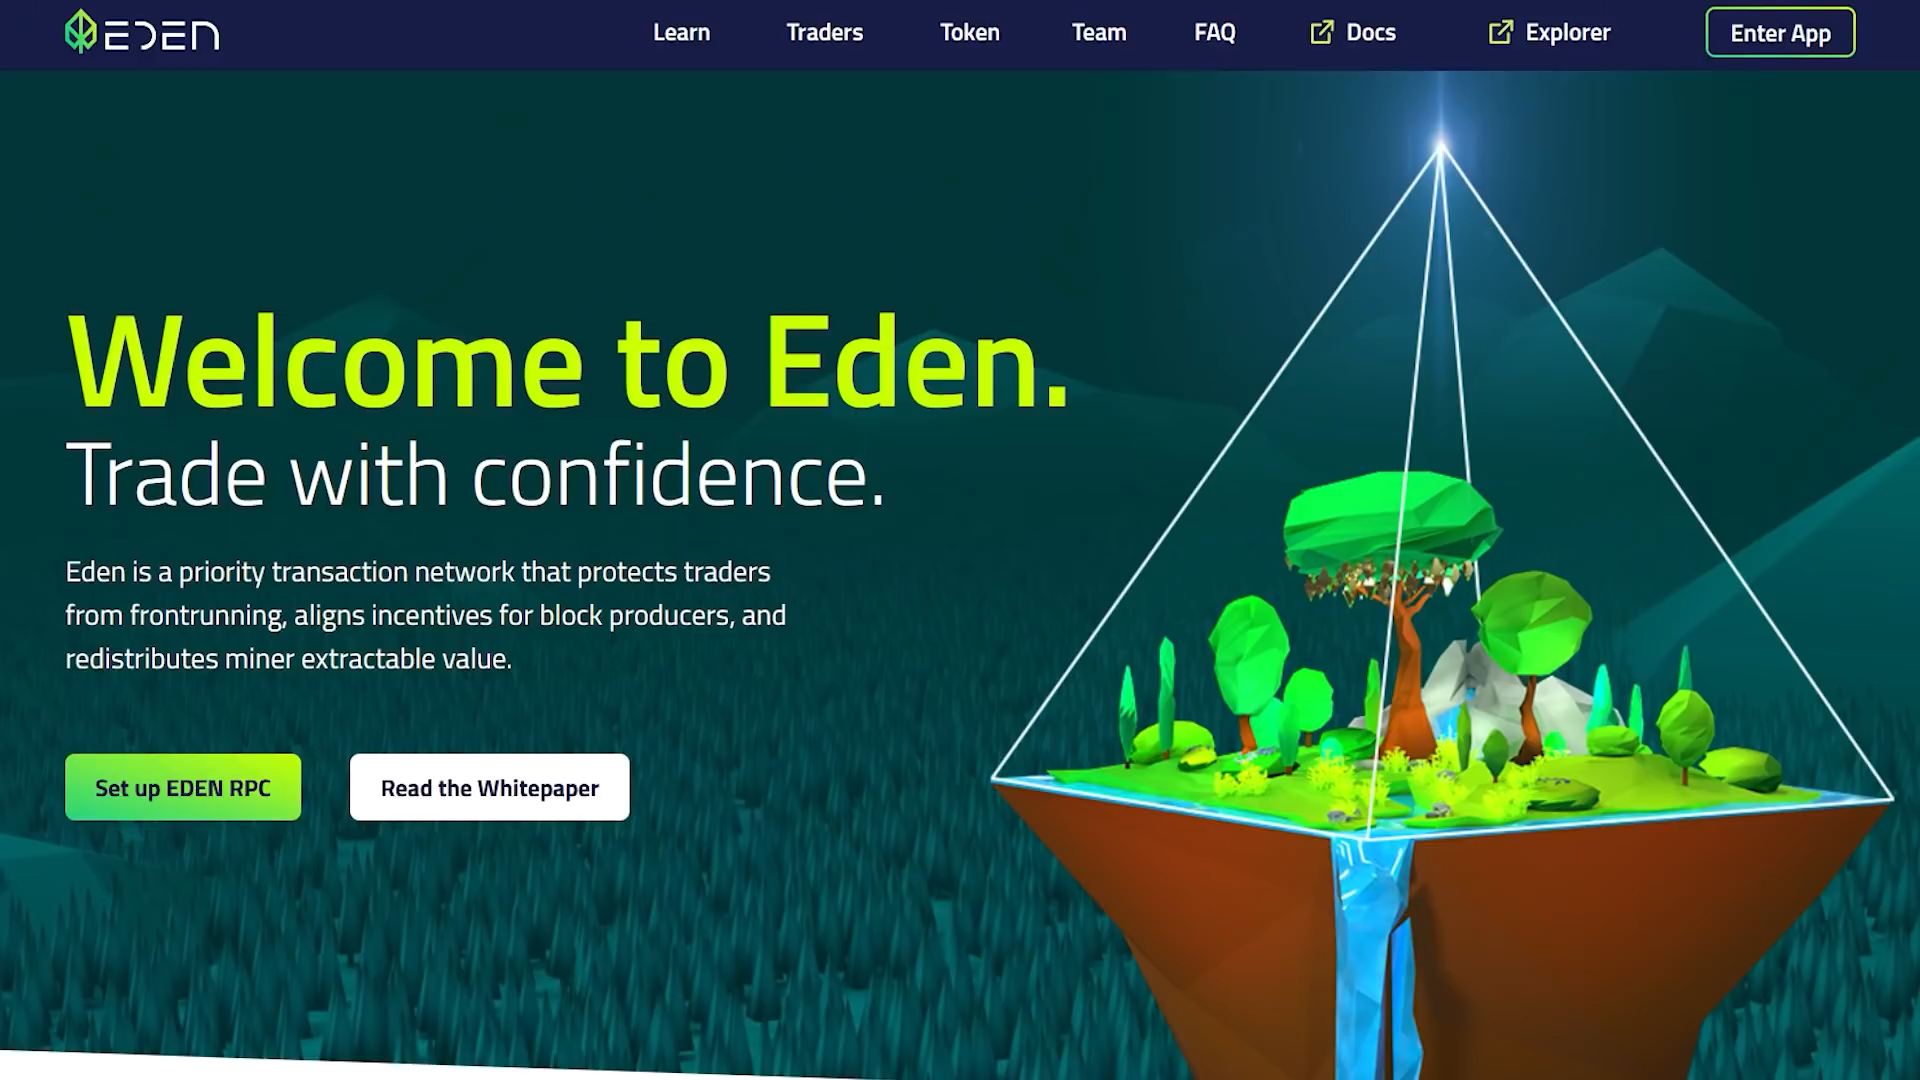 EDEN
Learn
Traders
Token
Team
FAQ
Docs
Explorer
Enter App
Welcome to Eden.
Trade with confidence.
Eden is a priority transaction network that protects traders
from frontrunning, aligns incentives for block producers, and
redistributes miner extractable value.
Set up EDEN RPC
Read the Whitepaper